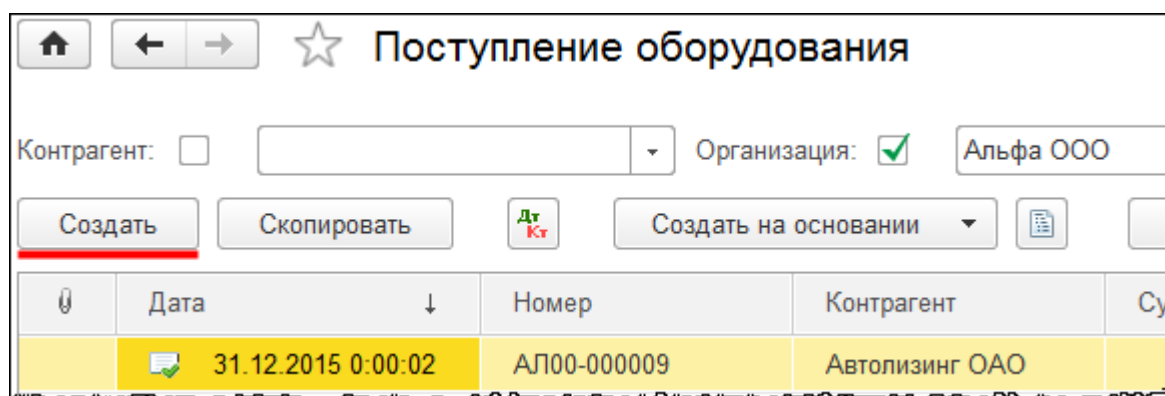 Поступление оборудования
Контрагент: Организация: Альфа ООО
Создать Скопировать Дт Кт Создать на основании
Дата ↓ Номер Контрагент Су
31.12.2015 0:00:02 АЛ00-000009 Автолизинг ОАО